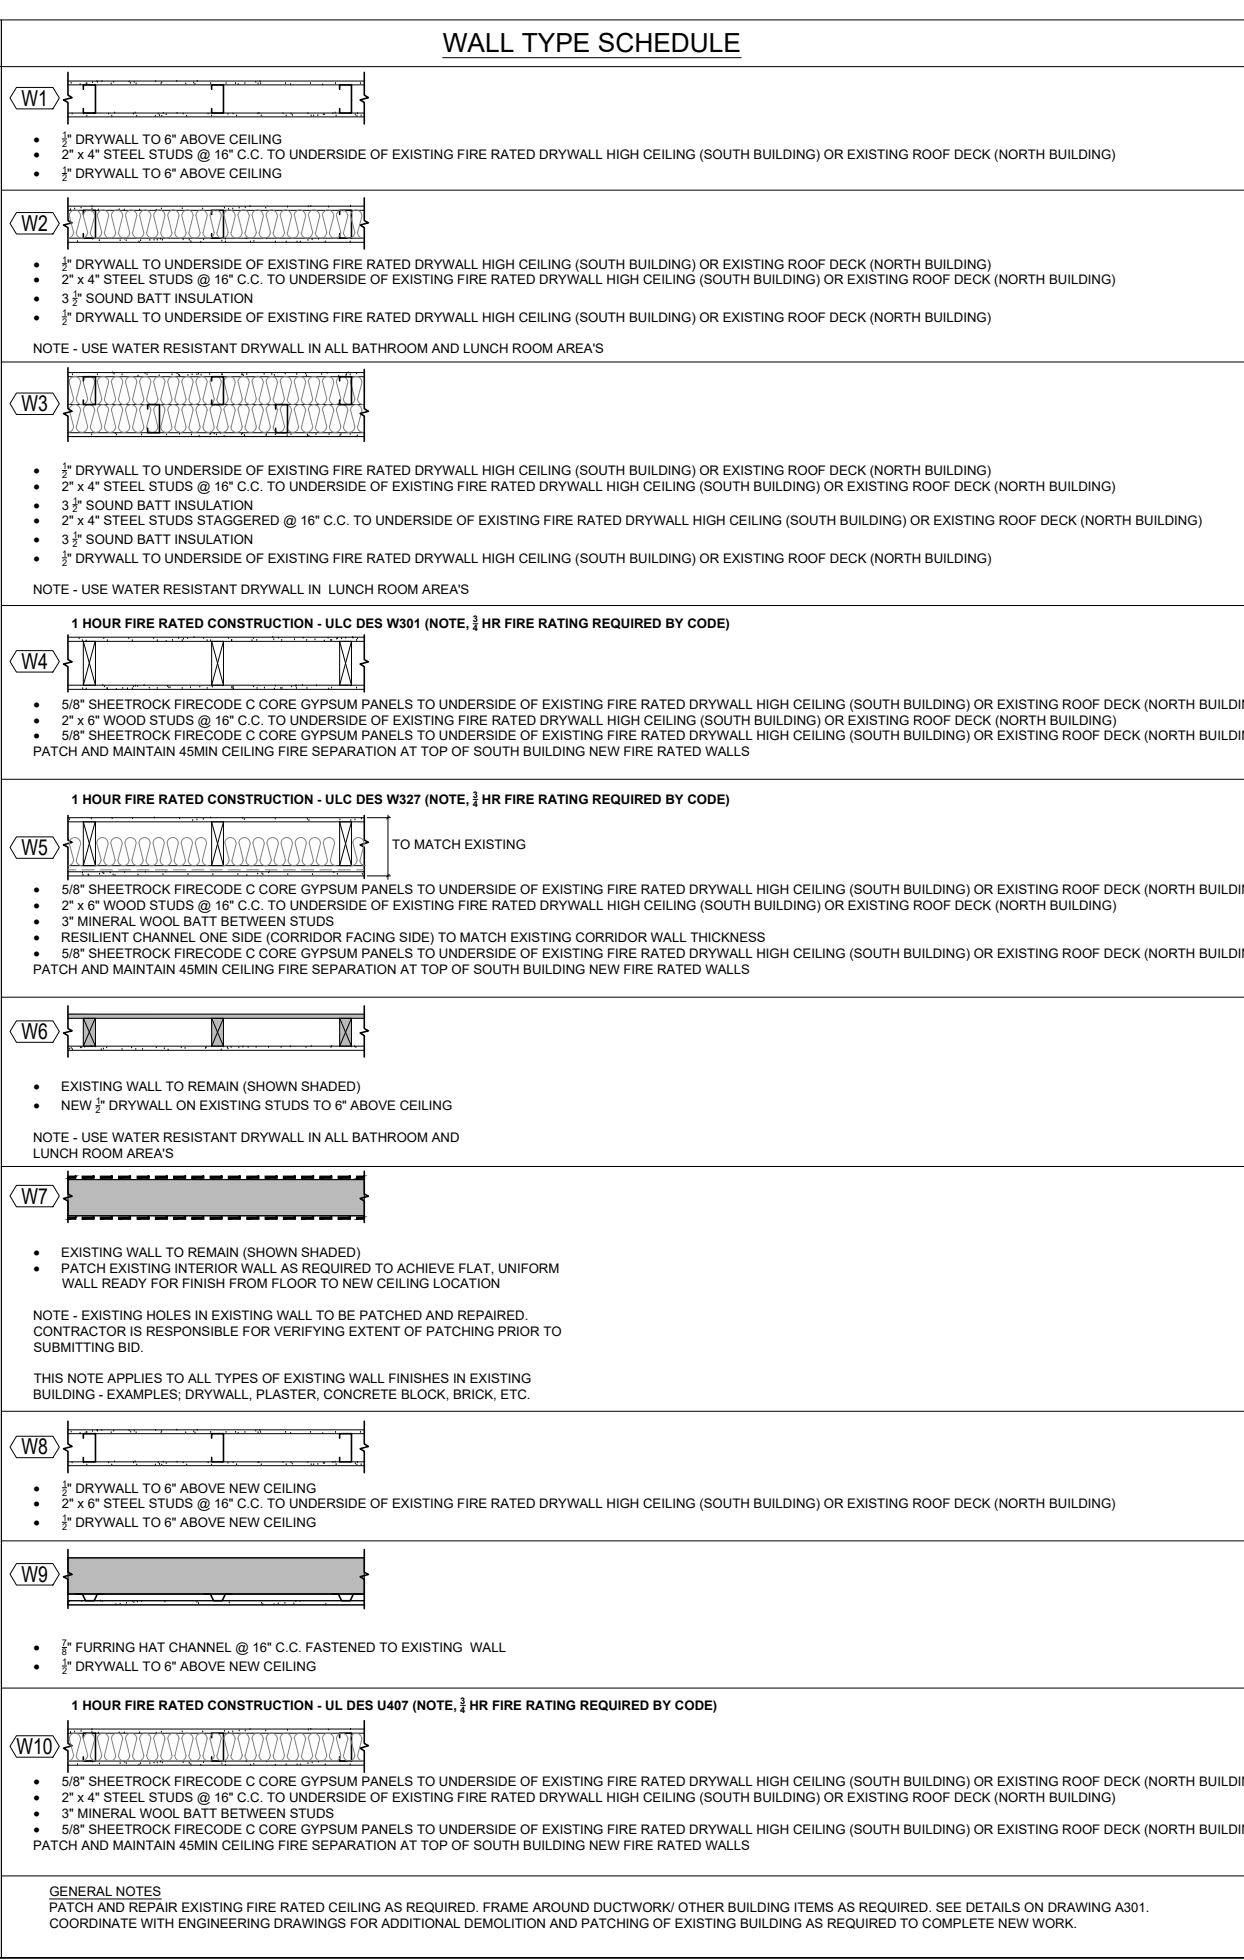 WALL TYPE SCHEDULE
W1
• ½" DRYWALL TO 6" ABOVE CEILING
• 2" x 4" STEEL STUDS @ 16" C.C. TO UNDERSIDE OF EXISTING FIRE RATED DRYWALL HIGH CEILING (SOUTH BUILDING) OR EXISTING ROOF DECK (NORTH BUILDING)
• ½" DRYWALL TO 6" ABOVE CEILING
W2
• ½" DRYWALL TO UNDERSIDE OF EXISTING FIRE RATED DRYWALL HIGH CEILING (SOUTH BUILDING) OR EXISTING ROOF DECK (NORTH BUILDING)
• 2" x 4" STEEL STUDS @ 16" C.C. TO UNDERSIDE OF EXISTING FIRE RATED DRYWALL HIGH CEILING (SOUTH BUILDING) OR EXISTING ROOF DECK (NORTH BUILDING)
• 3 ½" SOUND BATT INSULATION
• ½" DRYWALL TO UNDERSIDE OF EXISTING FIRE RATED DRYWALL HIGH CEILING (SOUTH BUILDING) OR EXISTING ROOF DECK (NORTH BUILDING)
NOTE - USE WATER RESISTANT DRYWALL IN ALL BATHROOM AND LUNCH ROOM AREA'S
W3
• ½" DRYWALL TO UNDERSIDE OF EXISTING FIRE RATED DRYWALL HIGH CEILING (SOUTH BUILDING) OR EXISTING ROOF DECK (NORTH BUILDING)
• 2" x 4" STEEL STUDS @ 16" C.C. TO UNDERSIDE OF EXISTING FIRE RATED DRYWALL HIGH CEILING (SOUTH BUILDING) OR EXISTING ROOF DECK (NORTH BUILDING)
• 3 ½" SOUND BATT INSULATION
• 2" x 4" STEEL STUDS STAGGERED @ 16" C.C. TO UNDERSIDE OF EXISTING FIRE RATED DRYWALL HIGH CEILING (SOUTH BUILDING) OR EXISTING ROOF DECK (NORTH BUILDING)
• 3 ½" SOUND BATT INSULATION
• ½" DRYWALL TO UNDERSIDE OF EXISTING FIRE RATED DRYWALL HIGH CEILING (SOUTH BUILDING) OR EXISTING ROOF DECK (NORTH BUILDING)
NOTE - USE WATER RESISTANT DRYWALL IN LUNCH ROOM AREA'S
1 HOUR FIRE RATED CONSTRUCTION - ULC DES W301 (NOTE, ¾ HR FIRE RATING REQUIRED BY CODE)
W4
• 5/8" SHEETROCK FIRECODE C CORE GYPSUM PANELS TO UNDERSIDE OF EXISTING FIRE RATED DRYWALL HIGH CEILING (SOUTH BUILDING) OR EXISTING ROOF DECK (NORTH
• 2" x 6" WOOD STUDS @ 16" C.C. TO UNDERSIDE OF EXISTING FIRE RATED DRYWALL HIGH CEILING (SOUTH BUILDING) OR EXISTING ROOF DECK (NORTH BUILDING)
• 5/8" SHEETROCK FIRECODE C CORE GYPSUM PANELS TO UNDERSIDE OF EXISTING FIRE RATED DRYWALL HIGH CEILING (SOUTH BUILDING) OR EXISTING ROOF DECK (NORTH
PATCH AND MAINTAIN 45MIN CEILING FIRE SEPARATION AT TOP OF SOUTH BUILDING NEW FIRE RATED WALLS
1 HOUR FIRE RATED CONSTRUCTION - ULC DES W327 (NOTE, ¾ HR FIRE RATING REQUIRED BY CODE)
W5
TO MATCH EXISTING
• 5/8" SHEETROCK FIRECODE C CORE GYPSUM PANELS TO UNDERSIDE OF EXISTING FIRE RATED DRYWALL HIGH CEILING (SOUTH BUILDING) OR EXISTING ROOF DECK (NORTH
• 2" x 6" WOOD STUDS @ 16" C.C. TO UNDERSIDE OF EXISTING FIRE RATED DRYWALL HIGH CEILING (SOUTH BUILDING) OR EXISTING ROOF DECK (NORTH BUILDING)
• 3" MINERAL WOOL BATT BETWEEN STUDS
• RESILIENT CHANNEL ONE SIDE (CORRIDOR FACING SIDE) TO MATCH EXISTING CORRIDOR WALL THICKNESS
• 5/8" SHEETROCK FIRECODE C CORE GYPSUM PANELS TO UNDERSIDE OF EXISTING FIRE RATED DRYWALL HIGH CEILING (SOUTH BUILDING) OR EXISTING ROOF DECK (NORTH
PATCH AND MAINTAIN 45MIN CEILING FIRE SEPARATION AT TOP OF SOUTH BUILDING NEW FIRE RATED WALLS
W6
• EXISTING WALL TO REMAIN (SHOWN SHADED)
• NEW ½" DRYWALL ON EXISTING STUDS TO 6" ABOVE CEILING
NOTE - USE WATER RESISTANT DRYWALL IN ALL BATHROOM AND
LUNCH ROOM AREA'S
W7
• EXISTING WALL TO REMAIN (SHOWN SHADED)
• PATCH EXISTING INTERIOR WALL AS REQUIRED TO ACHIEVE FLAT, UNIFORM
WALL READY FOR FINISH FROM FLOOR TO NEW CEILING LOCATION
NOTE - EXISTING HOLES IN EXISTING WALL TO BE PATCHED AND REPAIRED.
CONTRACTOR IS RESPONSIBLE FOR VERIFYING EXTENT OF PATCHING PRIOR TO
SUBMITTING BID.
THIS NOTE APPLIES TO ALL TYPES OF EXISTING WALL FINISHES IN EXISTING
BUILDING - EXAMPLES; DRYWALL, PLASTER, CONCRETE BLOCK, BRICK, ETC.
W8
• ½" DRYWALL TO 6" ABOVE NEW CEILING
• 2" x 6" STEEL STUDS @ 16" C.C. TO UNDERSIDE OF EXISTING FIRE RATED DRYWALL HIGH CEILING (SOUTH BUILDING) OR EXISTING ROOF DECK (NORTH BUILDING)
• ½" DRYWALL TO 6" ABOVE NEW CEILING
W9
• ⅞" FURRING HAT CHANNEL @ 16" C.C. FASTENED TO EXISTING WALL
• ½" DRYWALL TO 6" ABOVE NEW CEILING
1 HOUR FIRE RATED CONSTRUCTION - UL DES U407 (NOTE, ¾ HR FIRE RATING REQUIRED BY CODE)
W10
• 5/8" SHEETROCK FIRECODE C CORE GYPSUM PANELS TO UNDERSIDE OF EXISTING FIRE RATED DRYWALL HIGH CEILING (SOUTH BUILDING) OR EXISTING ROOF DECK (NORTH
• 2" x 4" STEEL STUDS @ 16" C.C. TO UNDERSIDE OF EXISTING FIRE RATED DRYWALL HIGH CEILING (SOUTH BUILDING) OR EXISTING ROOF DECK (NORTH BUILDING)
• 3" MINERAL WOOL BATT BETWEEN STUDS
• 5/8" SHEETROCK FIRECODE C CORE GYPSUM PANELS TO UNDERSIDE OF EXISTING FIRE RATED DRYWALL HIGH CEILING (SOUTH BUILDING) OR EXISTING ROOF DECK (NORTH
PATCH AND MAINTAIN 45MIN CEILING FIRE SEPARATION AT TOP OF SOUTH BUILDING NEW FIRE RATED WALLS
GENERAL NOTES
PATCH AND REPAIR EXISTING FIRE RATED CEILING AS REQUIRED. FRAME AROUND DUCTWORK/ OTHER BUILDING ITEMS AS REQUIRED. SEE DETAILS ON DRAWING A301.
COORDINATE WITH ENGINEERING DRAWINGS FOR ADDITIONAL DEMOLITION AND PATCHING OF EXISTING BUILDING AS REQUIRED TO COMPLETE NEW WORK.